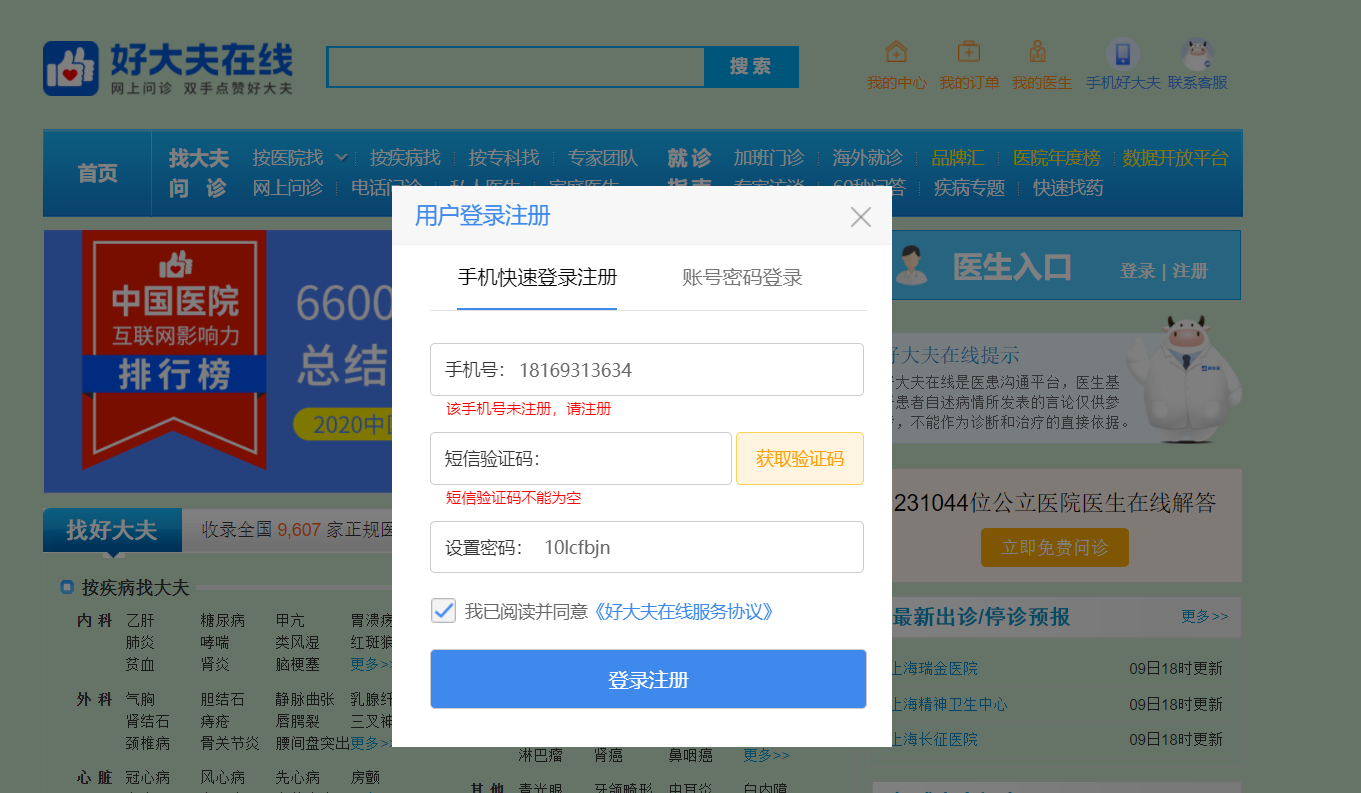 好大夫在线
网上问诊 双手点赞好大夫
搜索
我的中心 我的订单 我的医生 手机好大夫 联系客服
首页
找大夫 按医院找 按疾病找 按专科找 专家团队 就诊 加班门诊 海外就诊 品牌汇 医院年度榜 数据开放平台
问 诊 网上问诊 电话问诊 私人医生 家庭医生 指南 专家访谈 60秒问答 疾病专题 快速找药
中国医院
互联网影响力
排行榜
6600
总结
2020中国
用户登录注册
手机快速登录注册 账号密码登录
手机号: 18169313634
该手机号未注册，请注册
短信验证码: 获取验证码
短信验证码不能为空
设置密码: 10lcfbjn
我已阅读并同意《好大夫在线服务协议》
登录注册
医生入口 登录 | 注册
好大夫在线提示
大夫在线是医患沟通平台，医生基
患者自述病情所发表的言论仅供参
，不能作为诊断和治疗的直接依据。
231044位公立医院医生在线解答
立即免费问诊
找好大夫 收录全国 9,607 家正规医
按疾病找大夫
内 科 乙肝 糖尿病 甲亢 胃溃疡
肺炎 哮喘 类风湿 红斑狼
贫血 肾炎 脑梗塞 更多>>
外 科 气胸 胆结石 静脉曲张 乳腺纤
肾结石 痔疮 唇腭裂 三叉神
颈椎病 骨关节炎 腰间盘突出 更多>>
心 脏 冠心病 风心病 先心病 房颤
淋巴瘤 肾癌 鼻咽癌 更多>>
其 他 青光眼 牙颌畸形 中耳炎 白内障
最新出诊/停诊预报 更多>>
上海瑞金医院 09日18时更新
上海精神卫生中心 09日18时更新
上海长征医院 09日18时更新